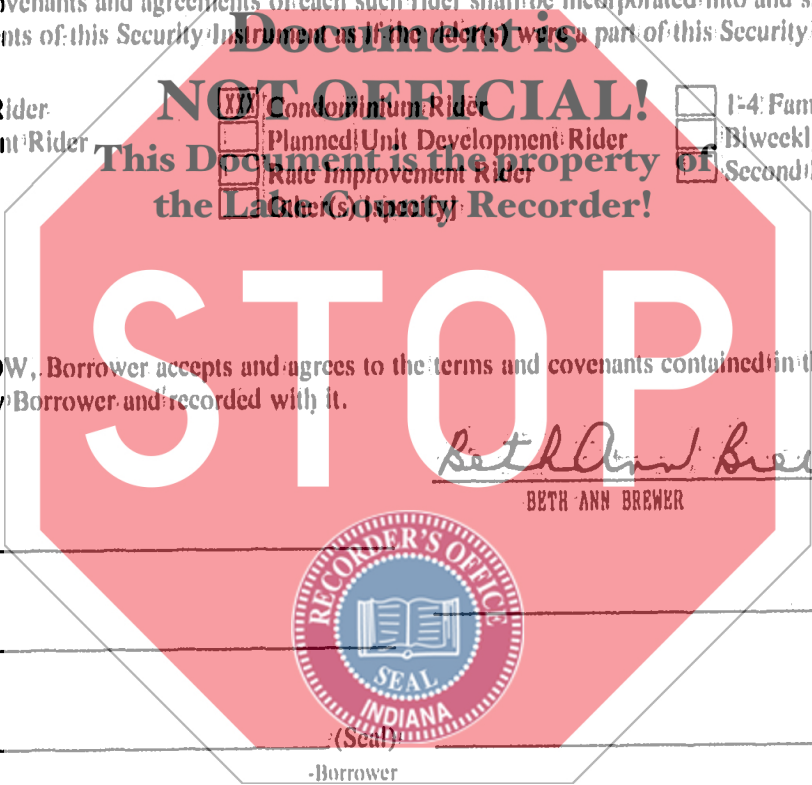 venants and agreements of each such rider shall be incorporated into and s
nts of this Security Instrument as if the rider(s) were a part of this Security
Document is
NOT OFFICIAL!
This Document is the property of
the Lake County Recorder!
Rider
XXX Condominium Rider
1-4 Fam
nt Rider
Planned Unit Development Rider
Biweekl
Rate Improvement Rider
Second
Other(s) [specify]
STOP
OW, Borrower accepts and agrees to the terms and covenants contained in th
y Borrower and recorded with it.
Beth Ann Brew
BETH ANN BREWER
RECORDER'S OFFICE
SEAL
INDIANA
(Seal)
-Borrower